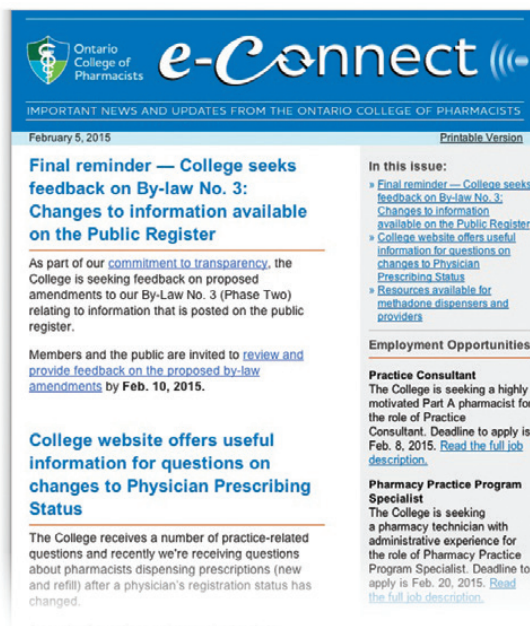 Ontario
College of
Pharmacists
e-Connect
IMPORTANT NEWS AND UPDATES FROM THE ONTARIO COLLEGE OF PHARMACISTS
February 5, 2015
Printable Version
Final reminder — College seeks
feedback on By-law No. 3:
Changes to information available
on the Public Register
As part of our commitment to transparency, the
College is seeking feedback on proposed
amendments to our By-Law No. 3 (Phase Two)
relating to information that is posted on the public
register.
Members and the public are invited to review and
provide feedback on the proposed by-law
amendments by Feb. 10, 2015.
College website offers useful
information for questions on
changes to Physician Prescribing
Status
The College receives a number of practice-related
questions and recently we're receiving questions
about pharmacists dispensing prescriptions (new
and refill) after a physician's registration status has
changed.
In this issue:
» Final reminder — College seeks
feedback on By-law No. 3:
Changes to information
available on the Public Register
» College website offers useful
information for questions on
changes to Physician
Prescribing Status
» Resources available for
methadone dispensers and
providers
Employment Opportunities
Practice Consultant
The College is seeking a highly
motivated Part A pharmacist for
the role of Practice
Consultant. Deadline to apply is
Feb. 8, 2015. Read the full job
description.
Pharmacy Practice Program
Specialist
The College is seeking
a pharmacy technician with
administrative experience for
the role of Pharmacy Practice
Program Specialist. Deadline to
apply is Feb. 20, 2015. Read
the full job description.